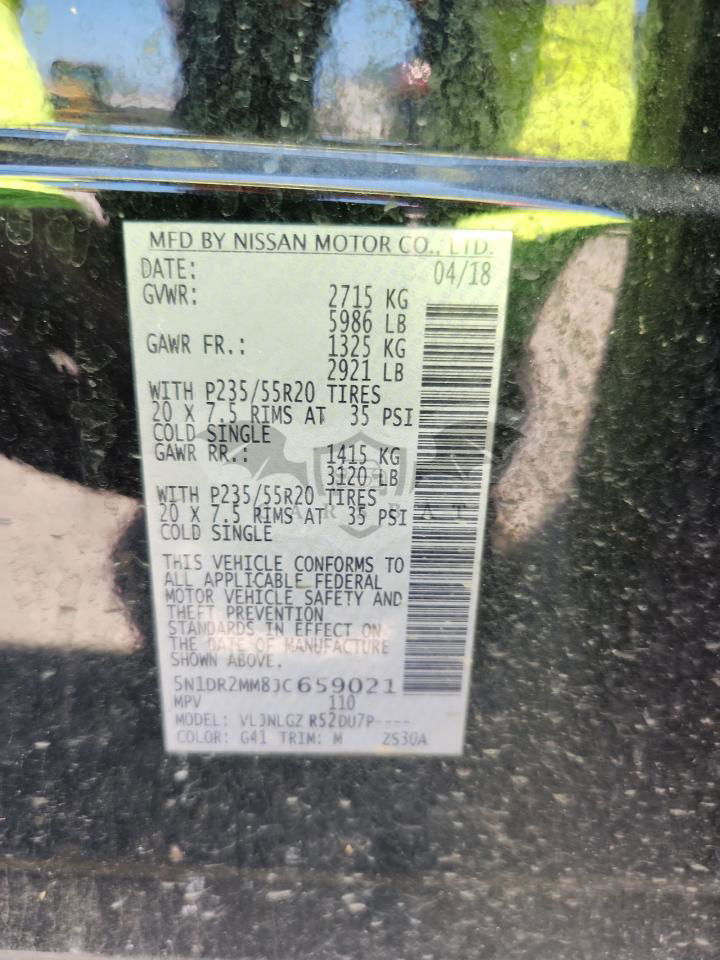 MFD BY NISSAN MOTOR CO., LTD.
DATE: 04/18
GVWR: 2715 KG
5986 LB
GAWR FR.: 1325 KG
2921 LB
WITH P235/55R20 TIRES
20 X 7.5 RIMS AT 35 PSI
COLD SINGLE
GAWR RR.: 1415 KG
3120 LB
WITH P235/55R20 TIRES
20 X 7.5 RIMS AT 35 PSI
COLD SINGLE
THIS VEHICLE CONFORMS TO
ALL APPLICABLE FEDERAL
MOTOR VEHICLE SAFETY AND
THEFT PREVENTION
STANDARDS IN EFFECT ON
THE DATE OF MANUFACTURE
SHOWN ABOVE.
5N1DR2MM8JC659021
MPV 110
MODEL: VLJNLGZ R52DU7P----
COLOR: G41 TRIM: M ZS30A